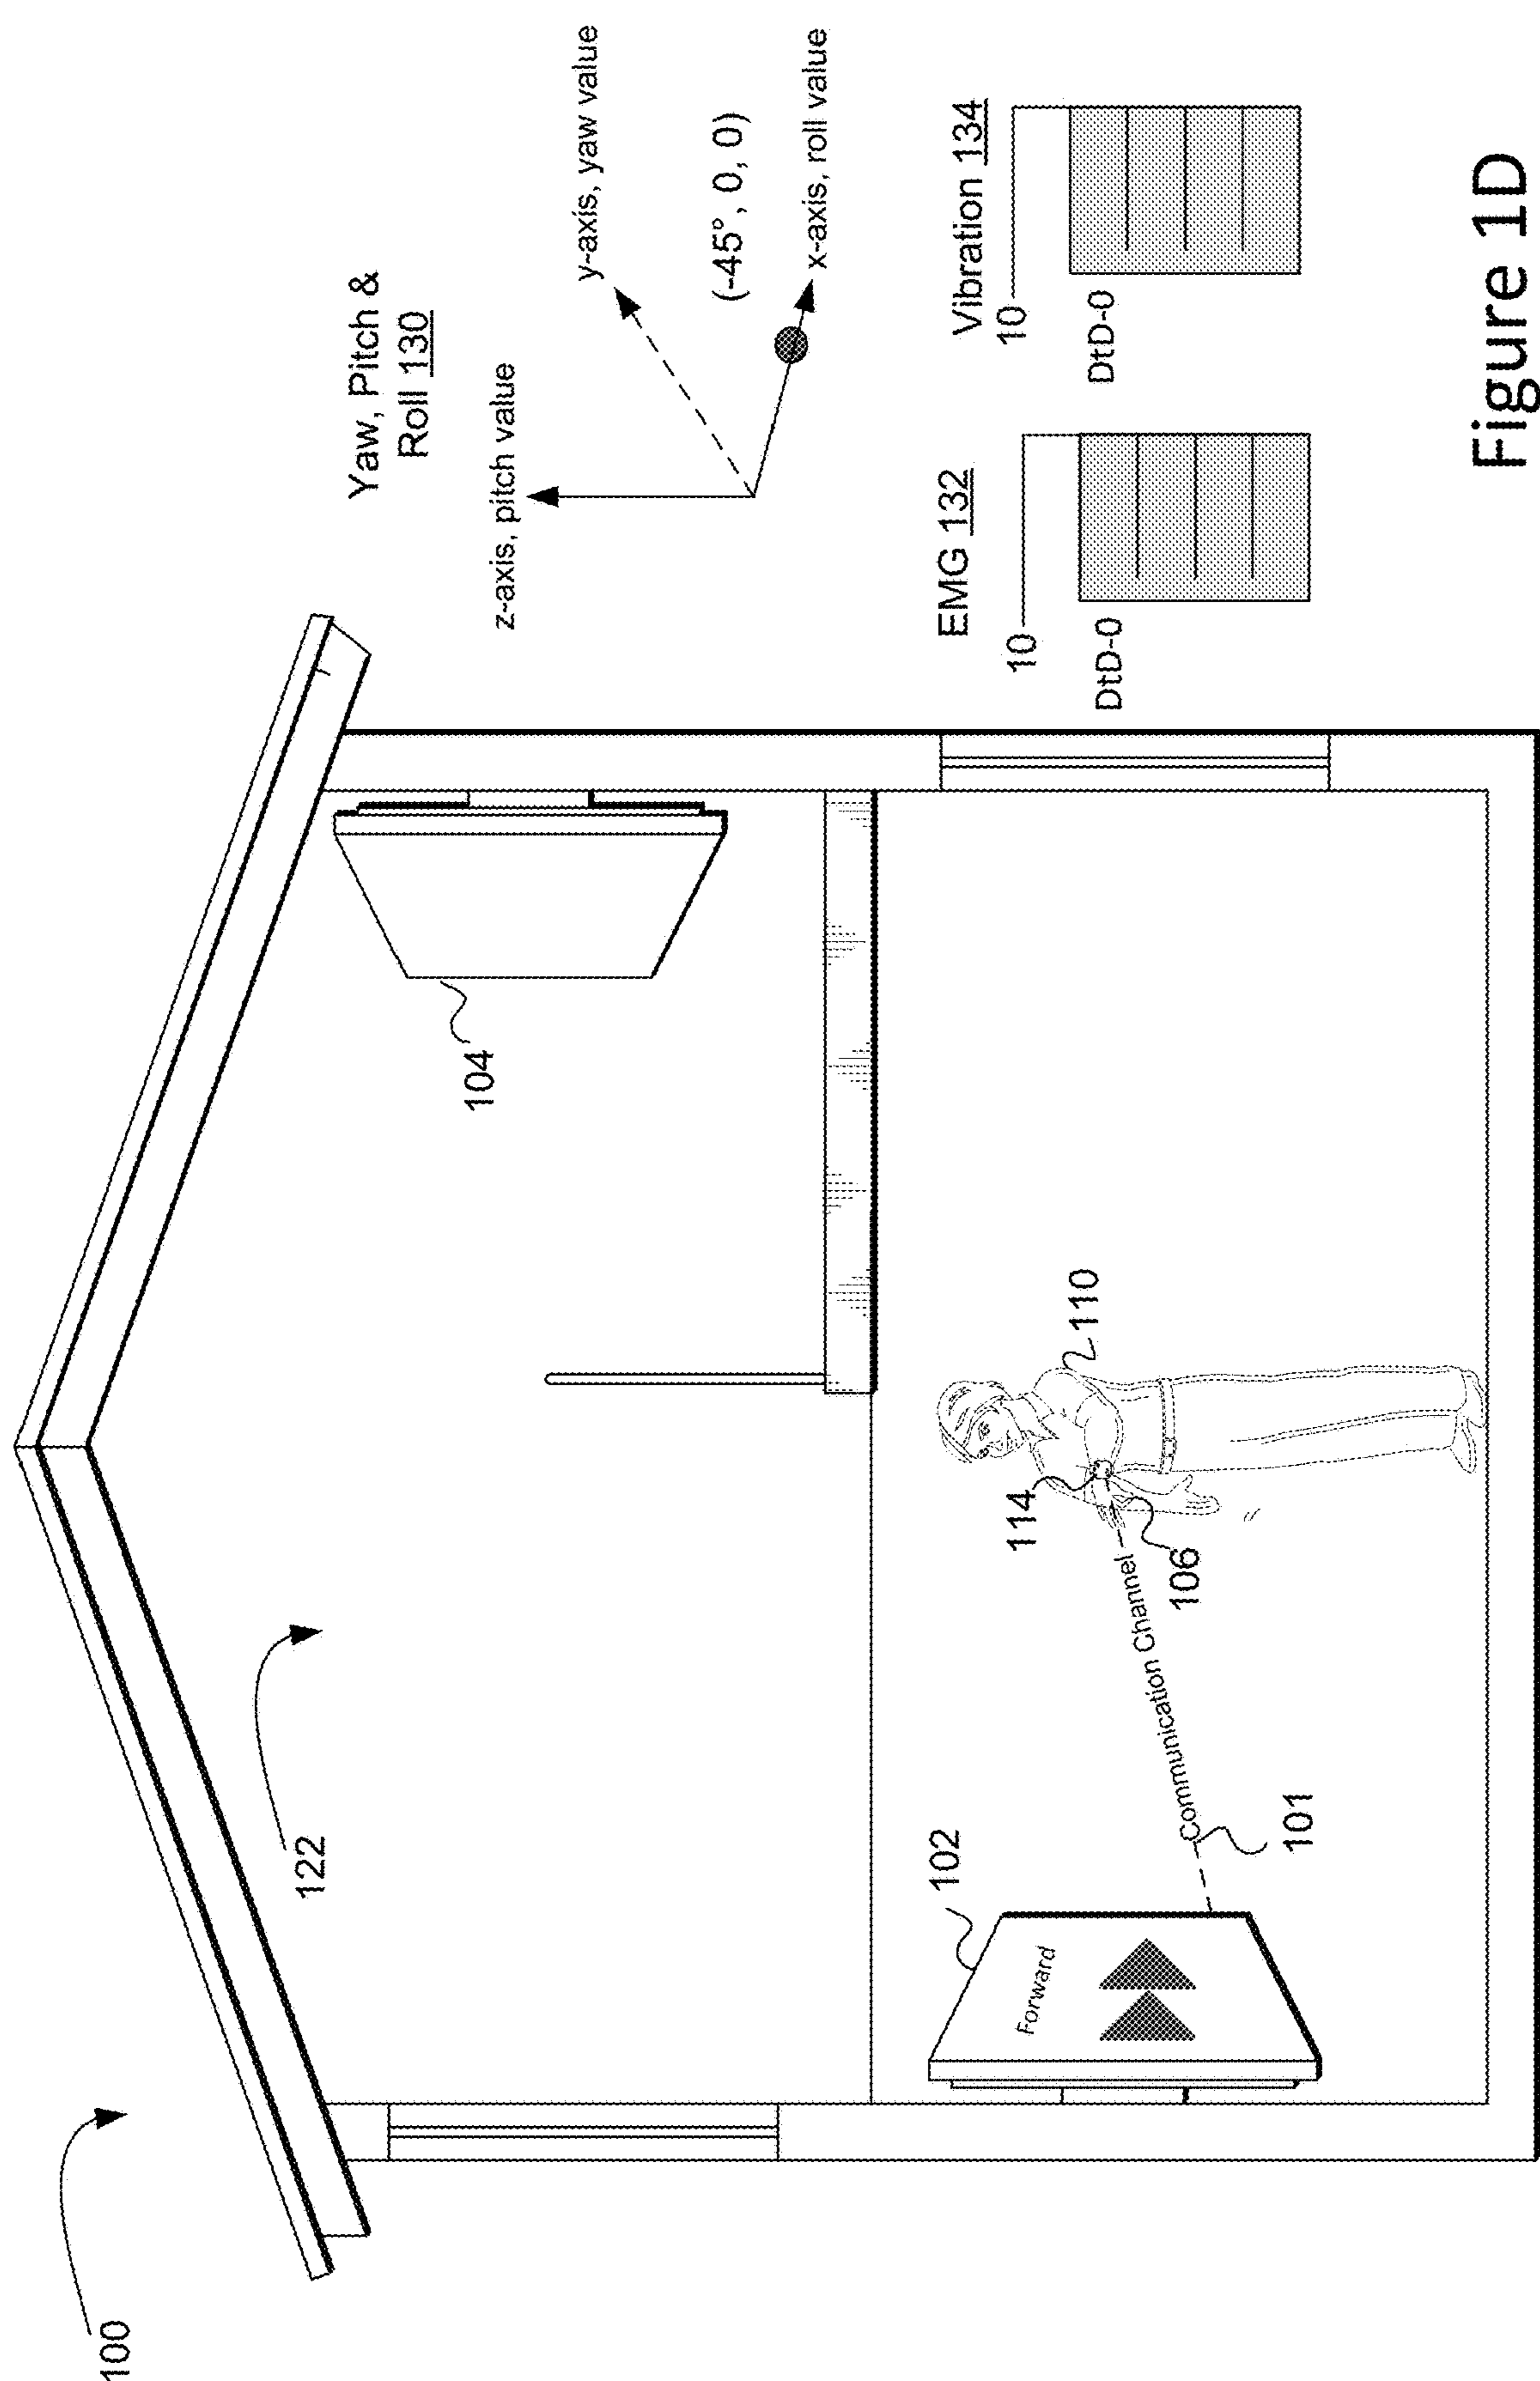 100
122
104
Yaw, Pitch &
Roll 130
z-axis, pitch value
y-axis, yaw value
(-45°, 0, 0)
x-axis, roll value
102
Forward
Communication Channel
101
114
106
110
EMG 132
10
DtD-0
Vibration 134
10
DtD-0
Figure 1D